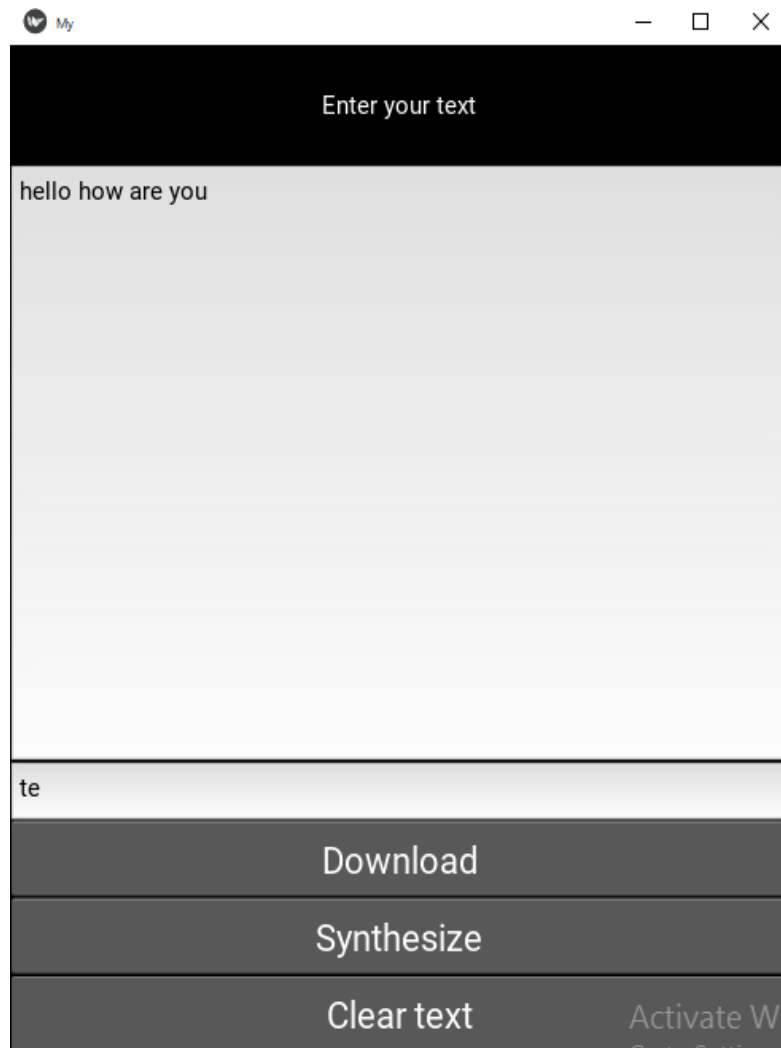 My
Enter your text
hello how are you
te
Download
Synthesize
Clear text
Activate W